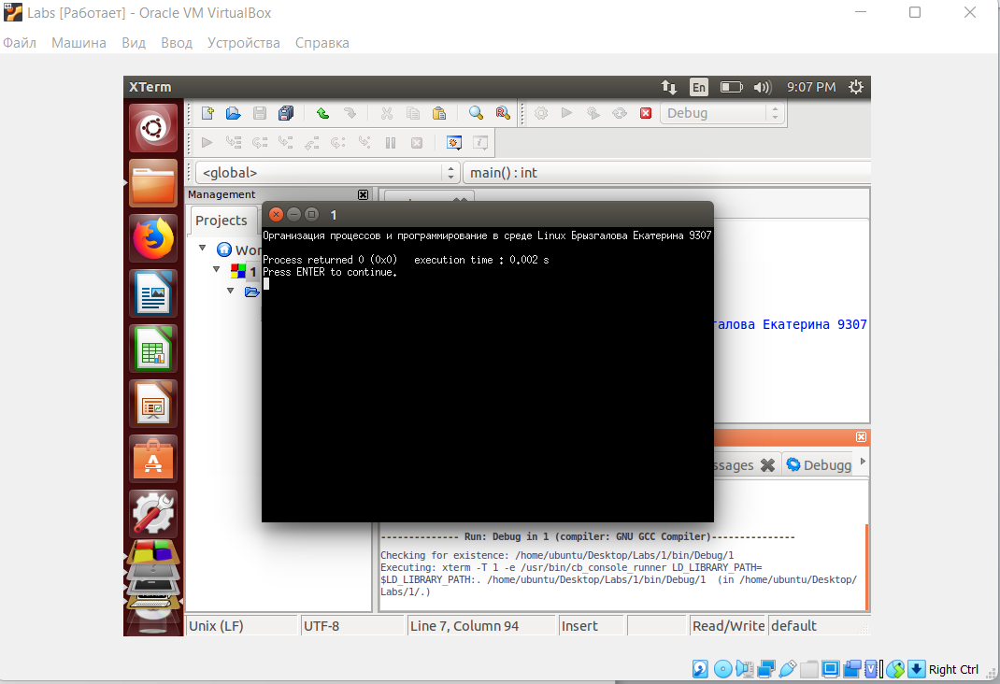 Labs [Работает] - Oracle VM VirtualBox
Файл Машина Вид Ввод Устройства Справка
XTerm En 9:07 PM
Debug
<global> main() : int
Management
Projects
1
Организация процессов и программирование в среде Linux Брызгалова Екатерина 9307
Process returned 0 (0x0) execution time : 0.002 s
Press ENTER to continue.
Wor
1
галова Екатерина 9307
ssages Debugg
-------------- Run: Debug in 1 (compiler: GNU GCC Compiler)---------------
Checking for existence: /home/ubuntu/Desktop/Labs/1/bin/Debug/1
Executing: xterm -T 1 -e /usr/bin/cb_console_runner LD_LIBRARY_PATH=
$LD_LIBRARY_PATH:. /home/ubuntu/Desktop/Labs/1/bin/Debug/1 (in /home/ubuntu/Desktop/
Labs/1/.)
Unix (LF) UTF-8 Line 7, Column 94 Insert Read/Write default
Right Ctrl